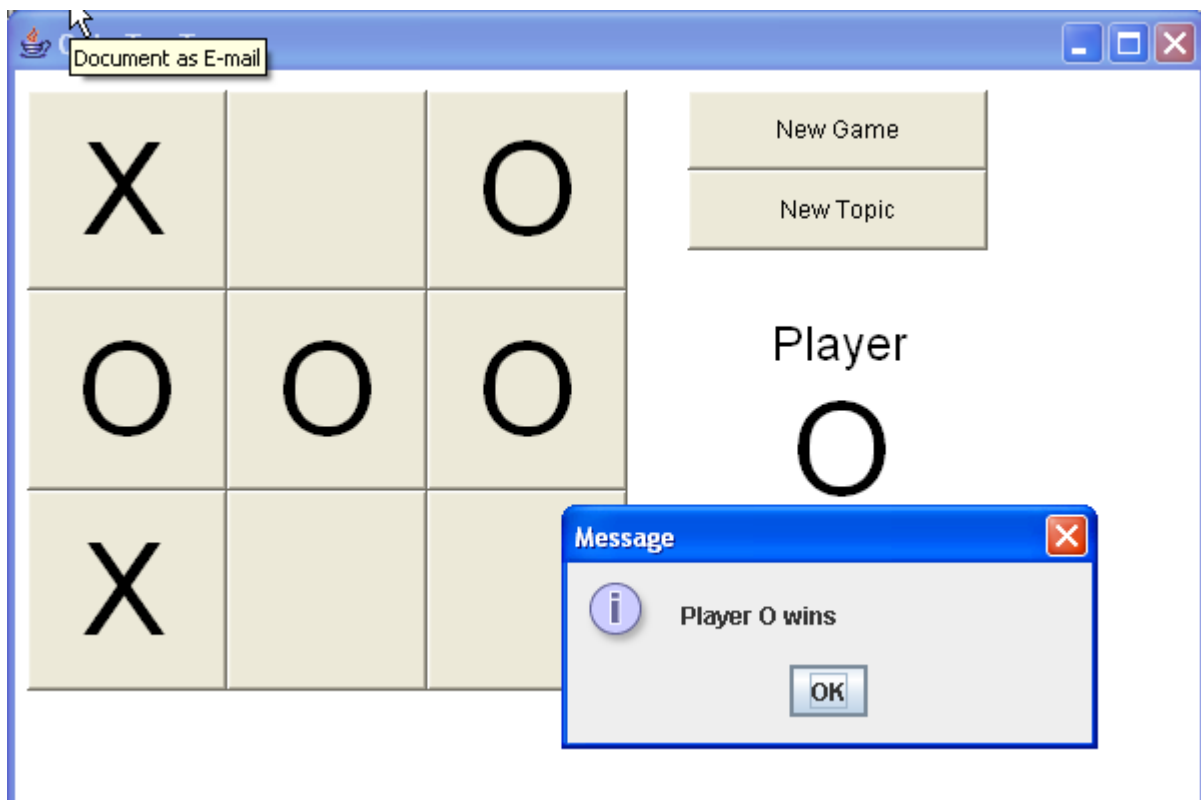 Document as E-mail
X O
O O O
X
New Game
New Topic
Player
O
Message
Player O wins
OK